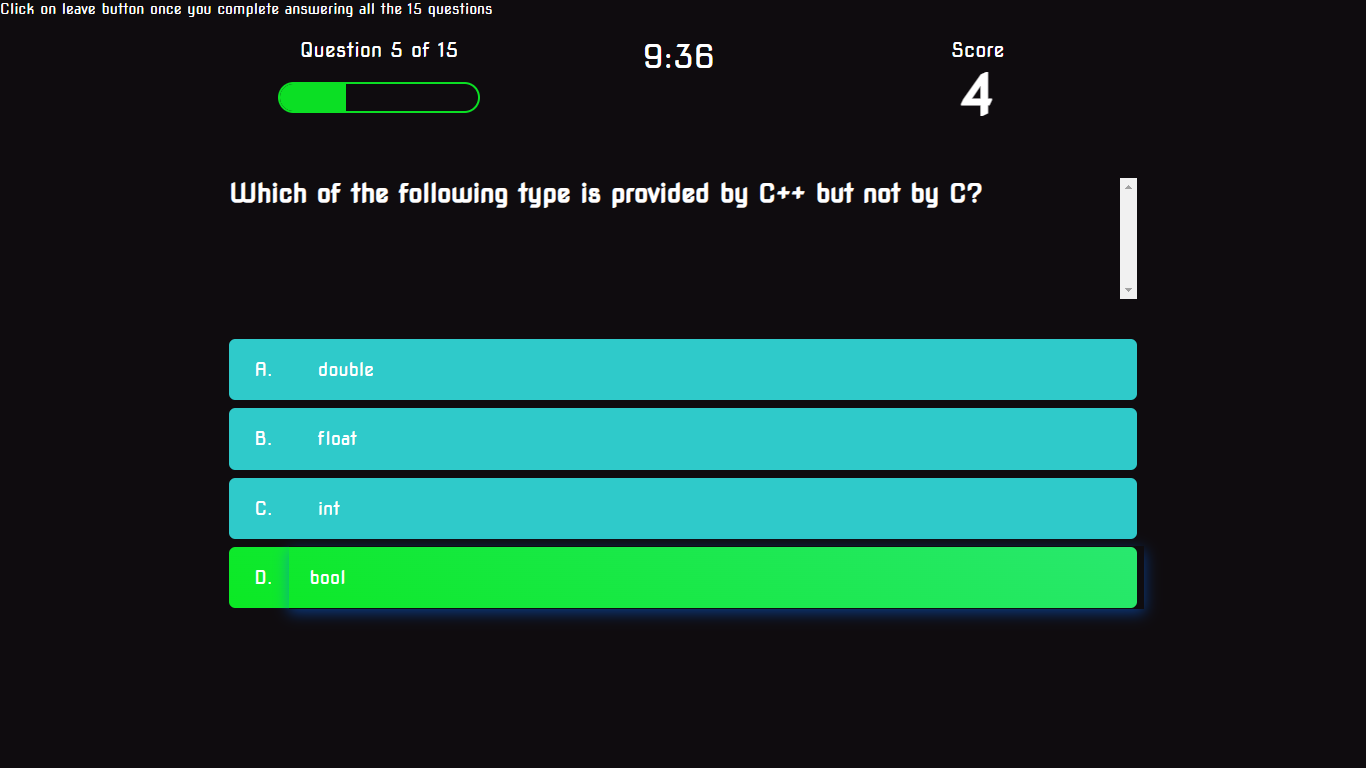 Click on leave button once you complete answering all the 15 questions
Question 5 of 15
9:36
Score
4
Which of the following type is provided by C++ but not by C?
A. double
B. float
C. int
D. bool